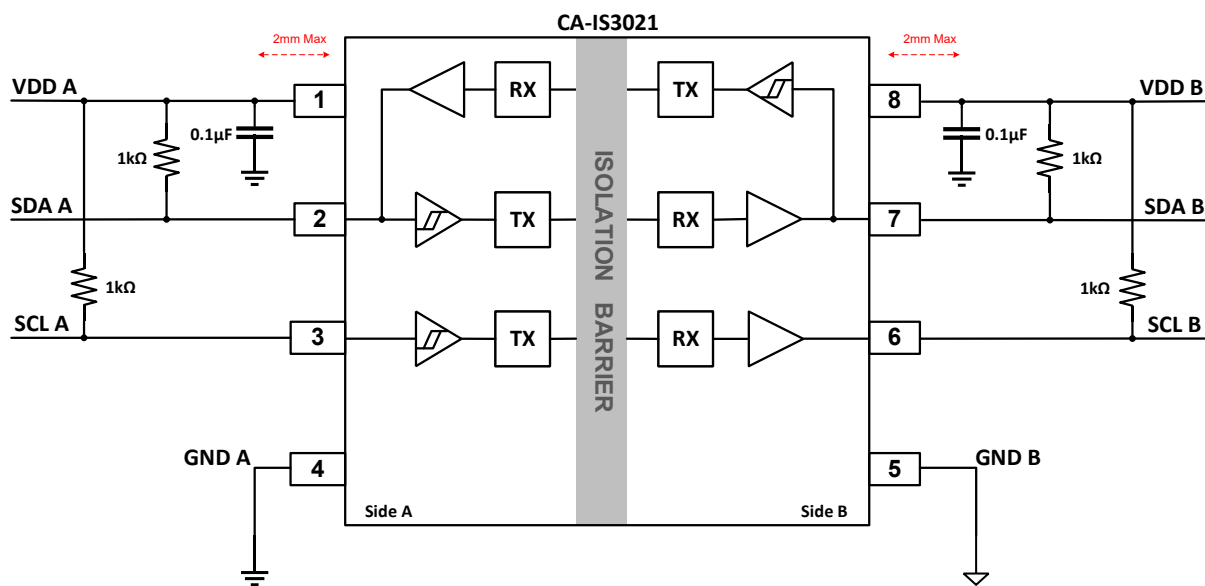 CA-IS3021
2mm Max
2mm Max
VDD A
1
RX
TX
8
VDD B
0.1µF
0.1µF
1kΩ
1kΩ
ISOLATION BARRIER
SDA A
2
TX
RX
7
SDA B
1kΩ
1kΩ
SCL A
3
TX
RX
6
SCL B
GND A
4
5
GND B
Side A
Side B